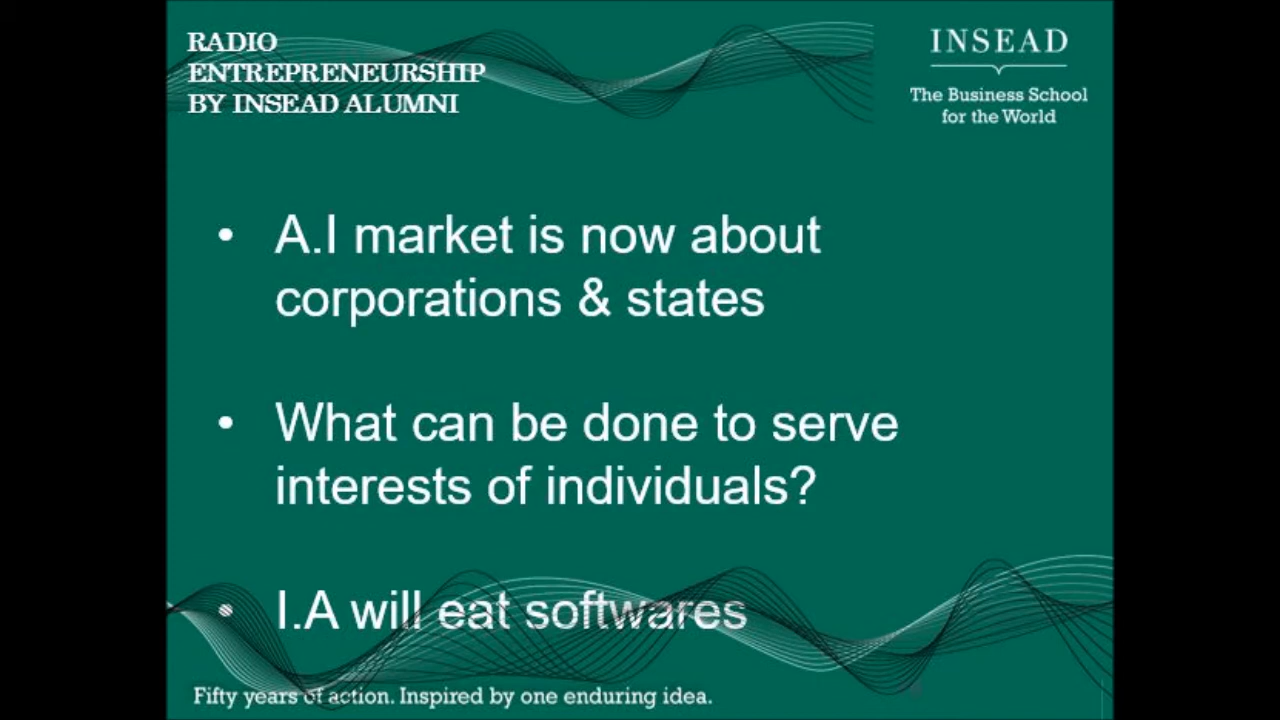 RADIO
ENTREPRENEURSHIP
BY INSEAD ALUMNI
INSEAD
The Business School
for the World
• A.I market is now about
corporations & states
• What can be done to serve
interests of individuals?
• I.A will eat softwares
Fifty years of action. Inspired by one enduring idea.